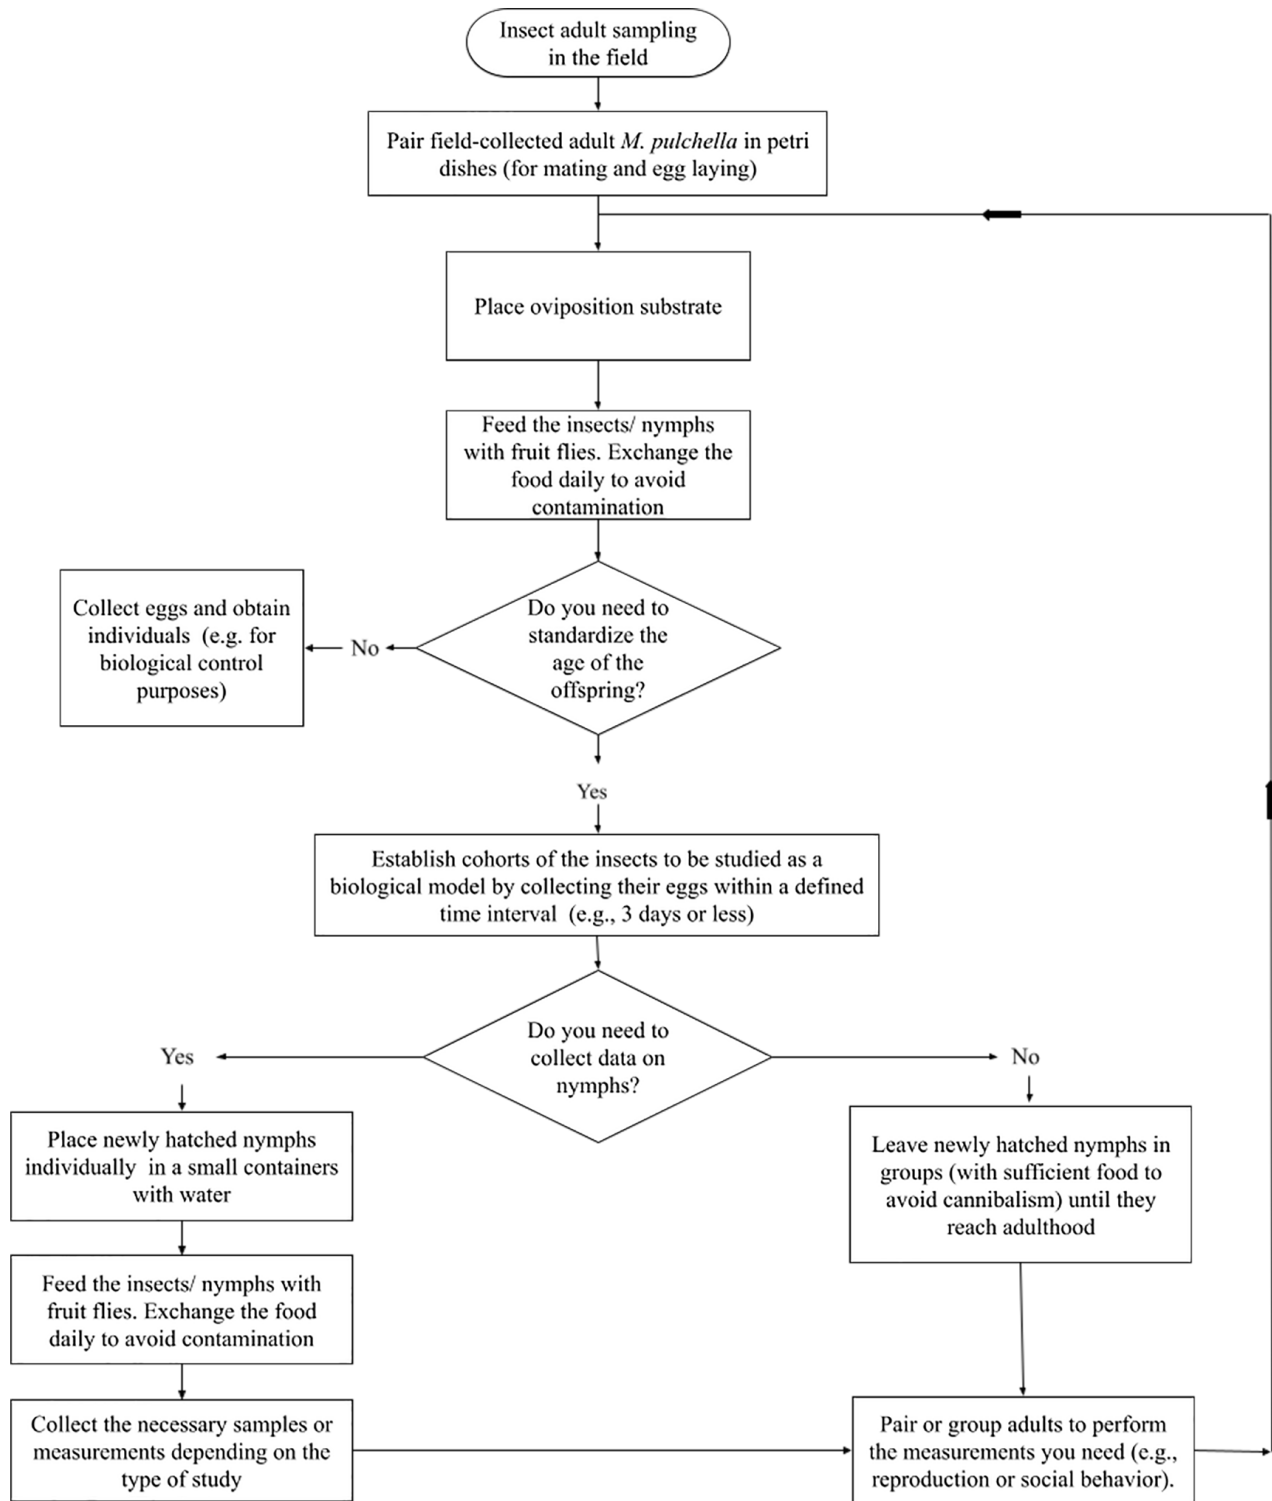 Insect adult sampling
in the field
Pair field-collected adult M. pulchella in petri
dishes (for mating and egg laying)
Place oviposition substrate
Feed the insects/ nymphs
with fruit flies. Exchange the
food daily to avoid
contamination
Do you need to
standardize the
age of the
offspring?
No
Collect eggs and obtain
individuals (e.g. for
biological control
purposes)
Yes
Establish cohorts of the insects to be studied as a
biological model by collecting their eggs within a defined
time interval (e.g., 3 days or less)
Do you need to
collect data on
nymphs?
Yes
No
Place newly hatched nymphs
individually in a small containers
with water
Feed the insects/ nymphs with
fruit flies. Exchange the food
daily to avoid contamination
Collect the necessary samples or
measurements depending on the
type of study
Leave newly hatched nymphs in
groups (with sufficient food to
avoid cannibalism) until they
reach adulthood
Pair or group adults to perform
the measurements you need (e.g.,
reproduction or social behavior).